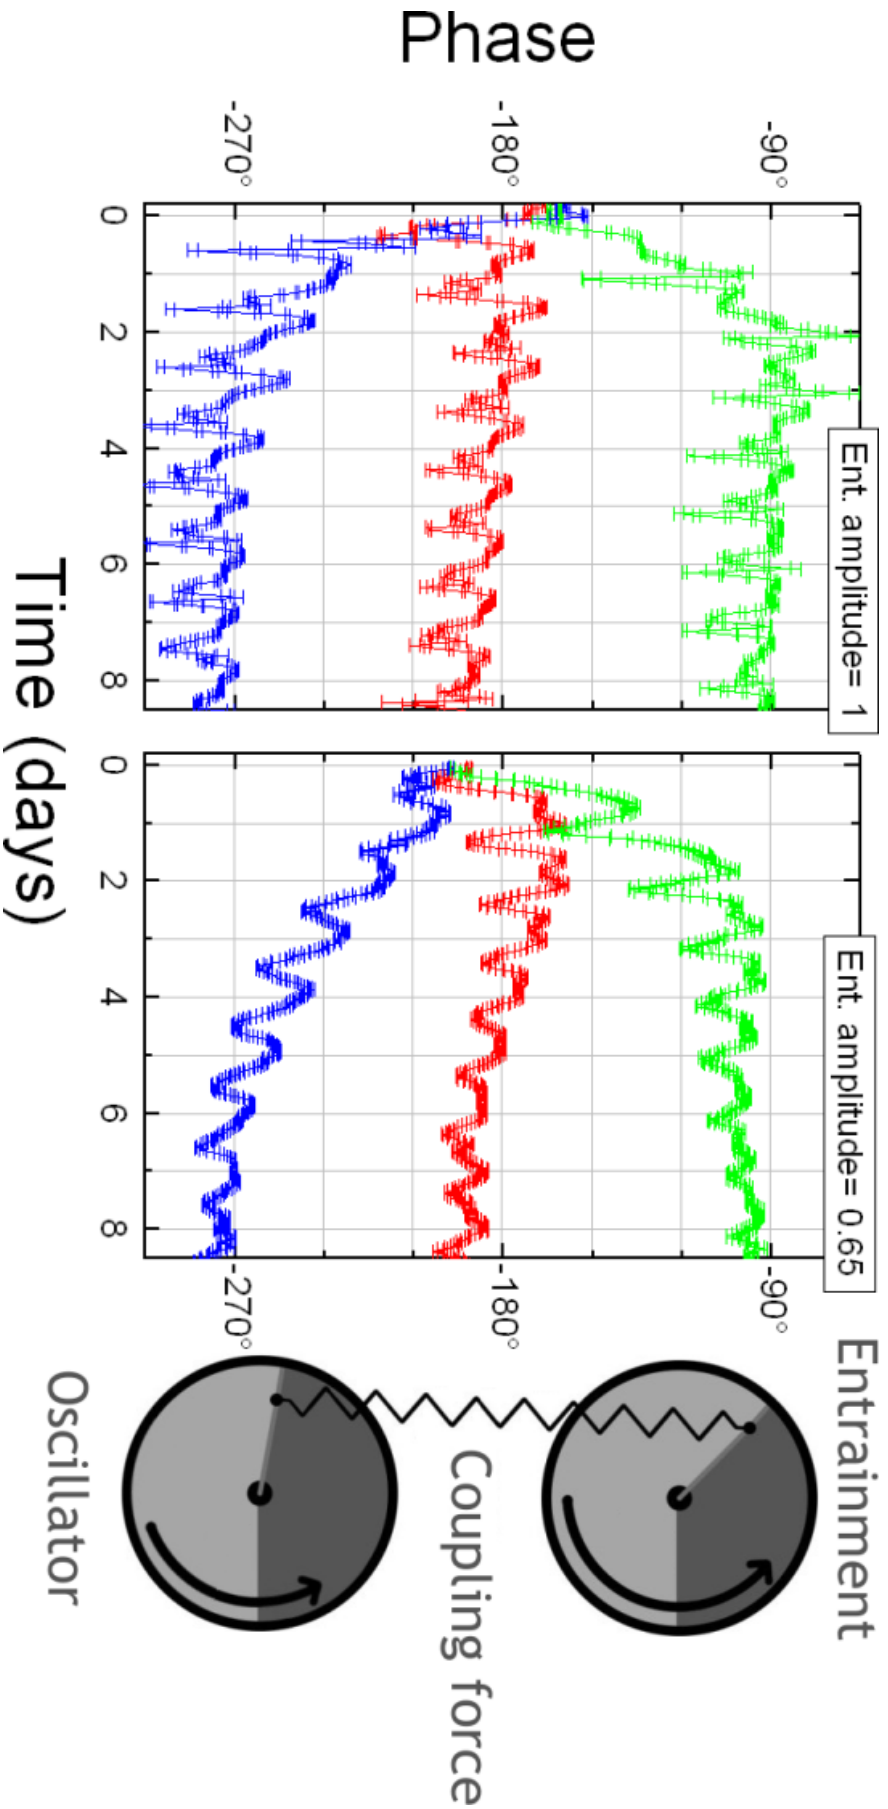 Phase
-270°
-180°
-90°
0
2
4
6
8
Ent. amplitude= 1
0
2
4
6
8
Ent. amplitude= 0.65
-270°
-180°
-90°
Time (days)
Entrainment
Coupling force
Oscillator